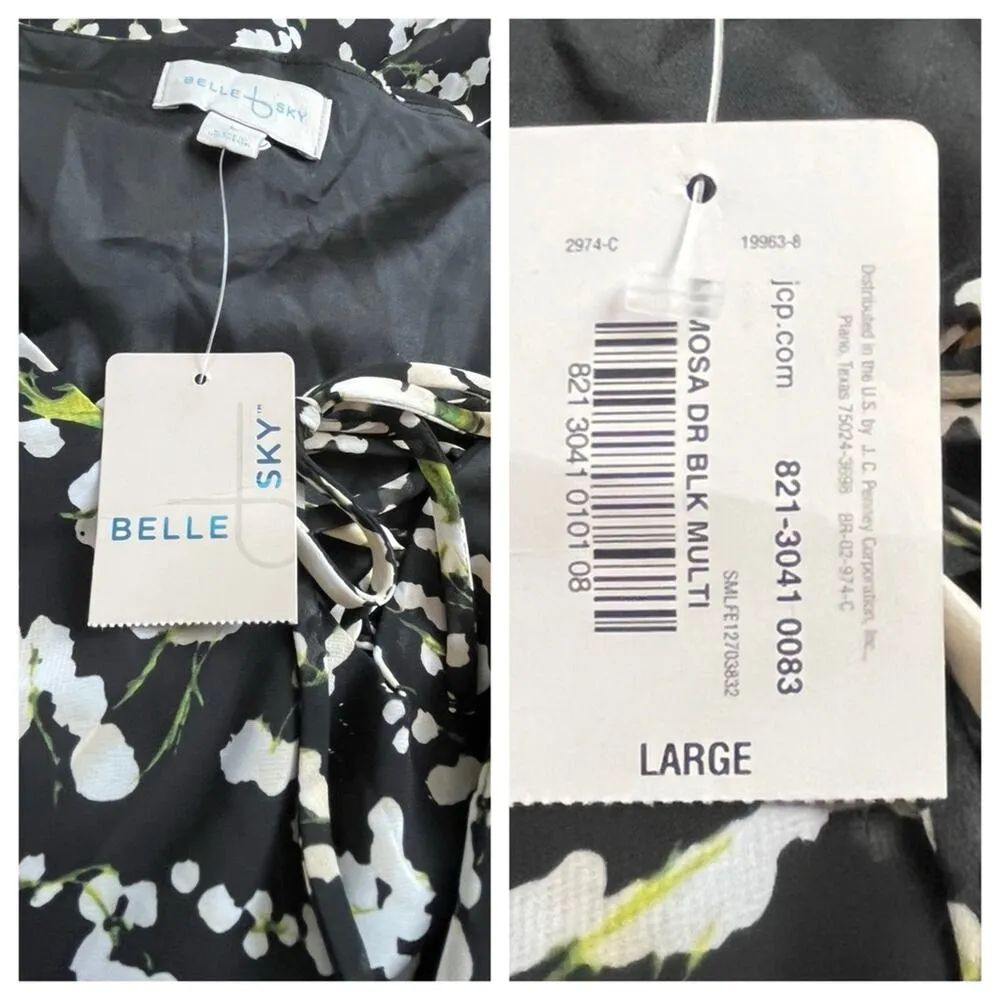 BELLE SKY
L
BELLE
SKY™
2974-C
19963-8
Distributed in the U.S. by J. C. Penney Corporation, Inc.,
Plano, Texas 75024-3698 BR-02-974-C
jcp.com
821-3041 0083
SMLFE12703832
MOSA DR BLK MULTI
821 3041 0101 08
LARGE